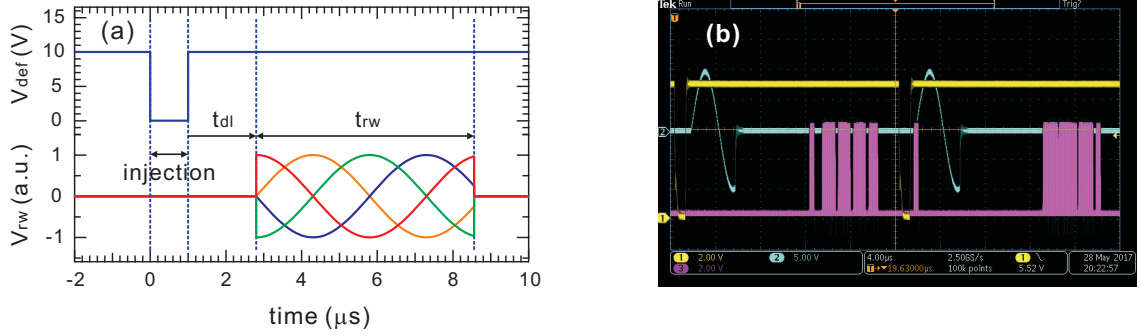 (a)
V_def (V)
10
5
0
t_dl
t_rw
injection
V_rw (a.u.)
1
0
-1
-2 0 2 4 6 8 10
time (μs)
Tek Run Trig?
T
(b)
2
1
1 2.00 V 2 5.00 V 4.00μs 2.50GS/s 1 \ 28 May 2017
3 2.00 V T→▼19.63000μs 100k points 5.52 V 20:22:57